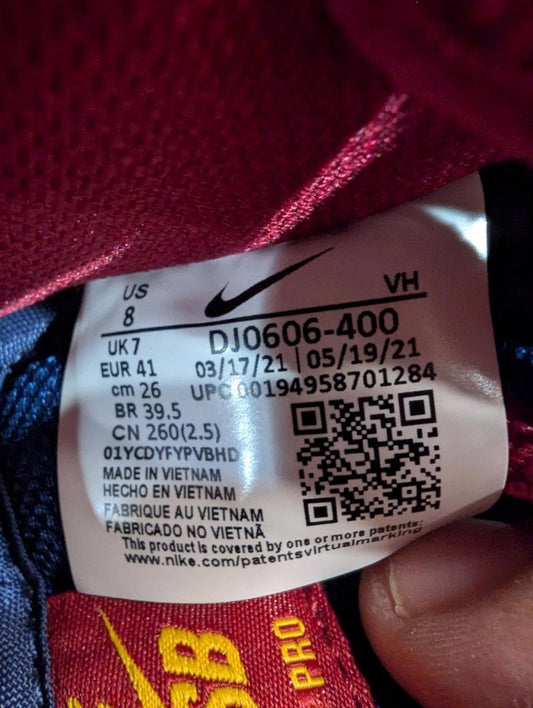 US
8
VH
UK 7
DJ0606-400
EUR 41
03/17/21 | 05/19/21
cm 26
UPC 00194958701284
BR 39.5
CN 260(2.5)
01YCDYFYPVBHD
MADE IN VIETNAM
HECHO EN VIETNAM
FABRIQUE AU VIETNAM
FABRICADO NO VIETNÃ
This product is covered by one or more patents:
www.nike.com/patentsvirtualmarking
SB
PRO